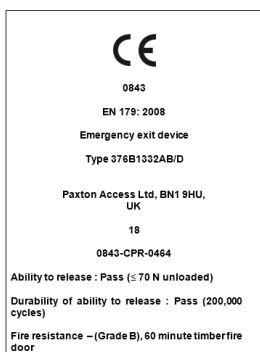 CE
0843
EN 179: 2008
Emergency exit device
Type 376B1332AB/D
Paxton Access Ltd, BN1 9HU,
UK
18
0843-CPR-0464
Ability to release : Pass (≤ 70 N unloaded)
Durability of ability to release : Pass (200,000
cycles)
Fire resistance – (Grade B), 60 minute timber fire
door